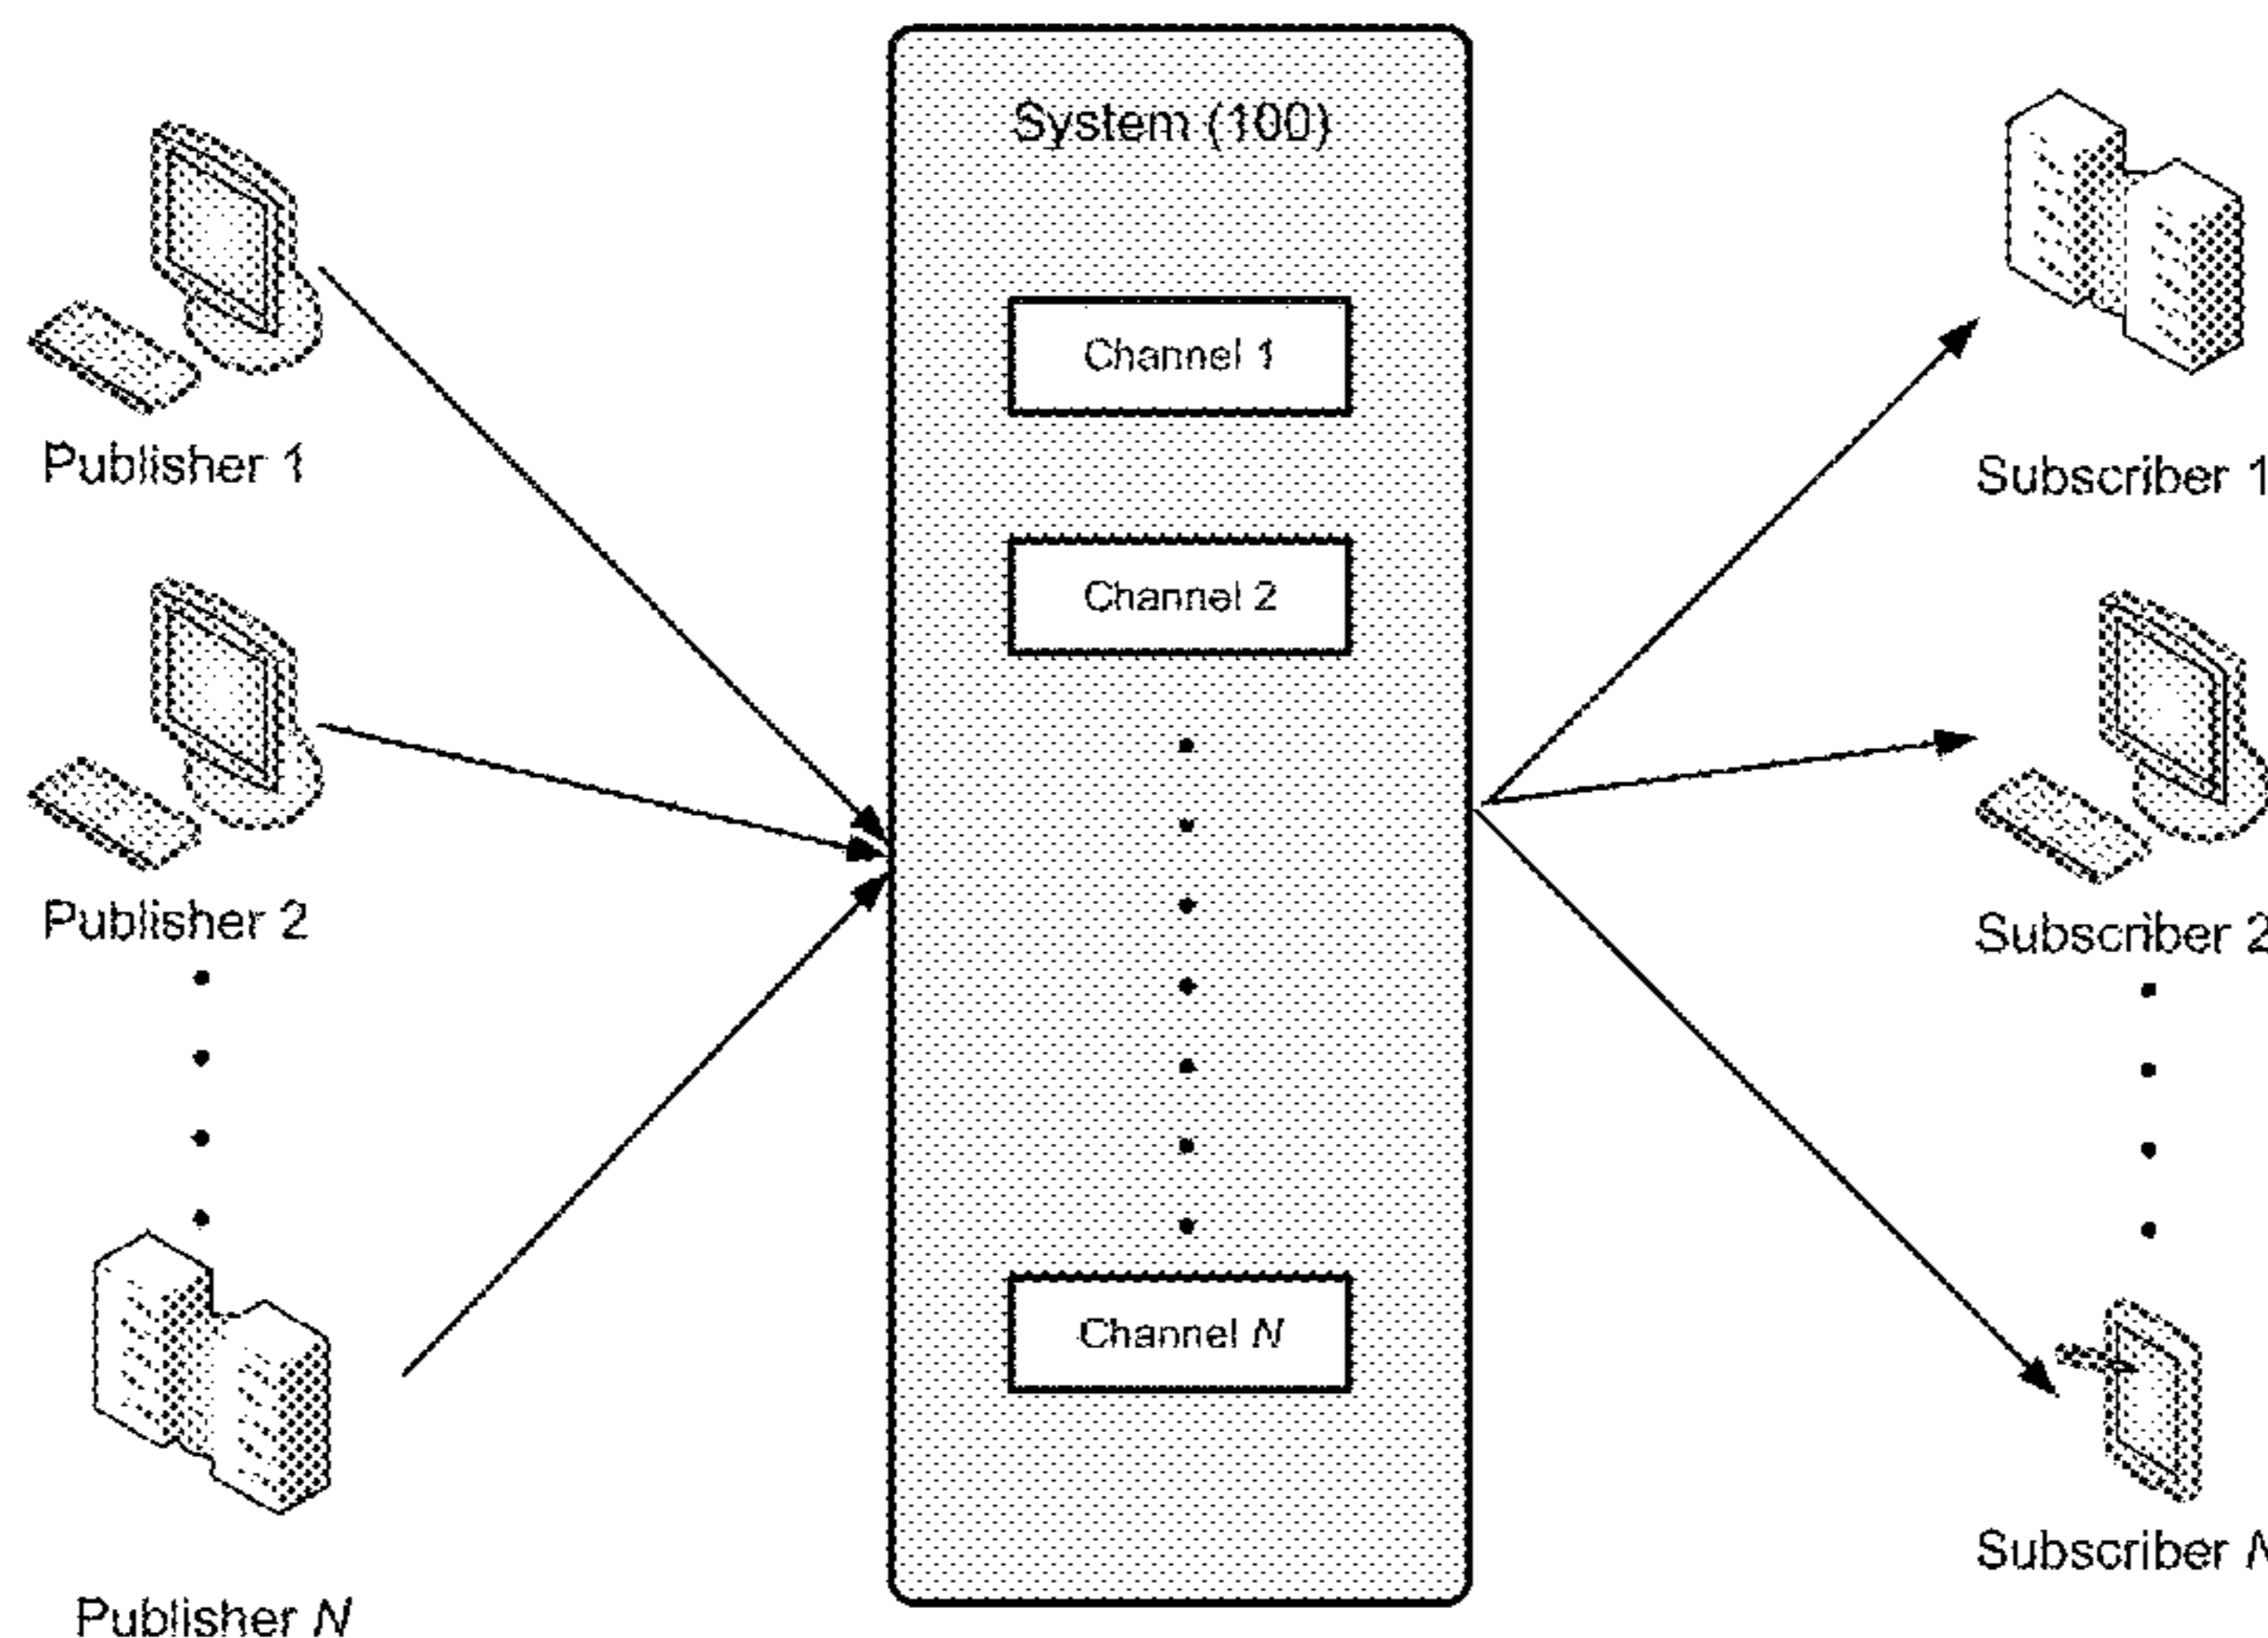 System (100)
Channel 1
Channel 2
Channel N
Publisher 1
Publisher 2
Publisher N
Subscriber 1
Subscriber 2
Subscriber N